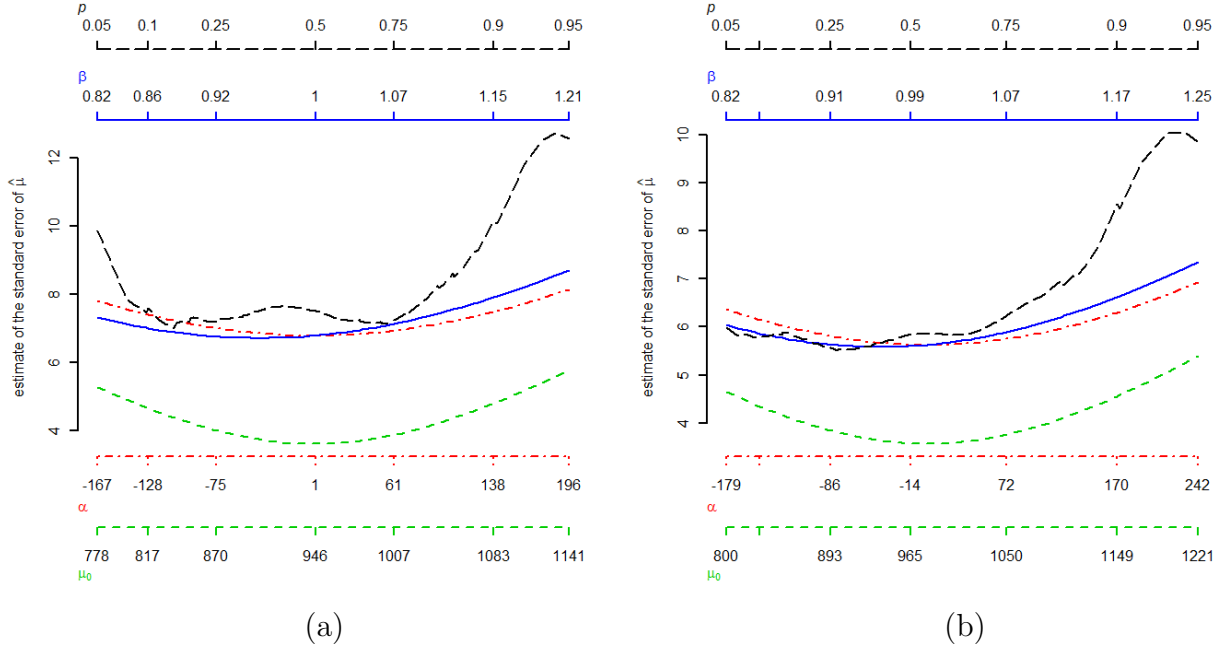 p
0.05 0.1 0.25 0.5 0.75 0.9 0.95
β
0.82 0.86 0.92 1 1.07 1.15 1.21
estimate of the standard error of μ̂
12
10
8
6
4
-167 -128 -75 1 61 138 196
α
778 817 870 946 1007 1083 1141
μ₀
(a)
p
0.05 0.25 0.5 0.75 0.9 0.95
β
0.82 0.91 0.99 1.07 1.17 1.25
estimate of the standard error of μ̂
10
9
8
7
6
5
4
-179 -86 -14 72 170 242
α
800 893 965 1050 1149 1221
μ₀
(b)